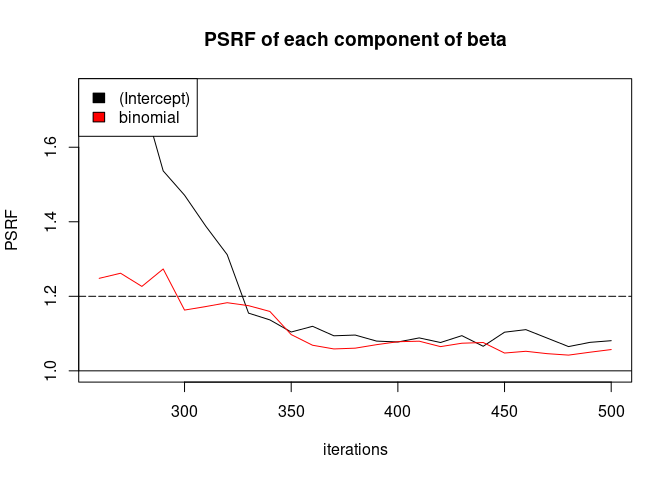 PSRF of each component of beta
(Intercept)
binomial
PSRF
1.6
1.4
1.2
1.0
300 350 400 450 500
iterations